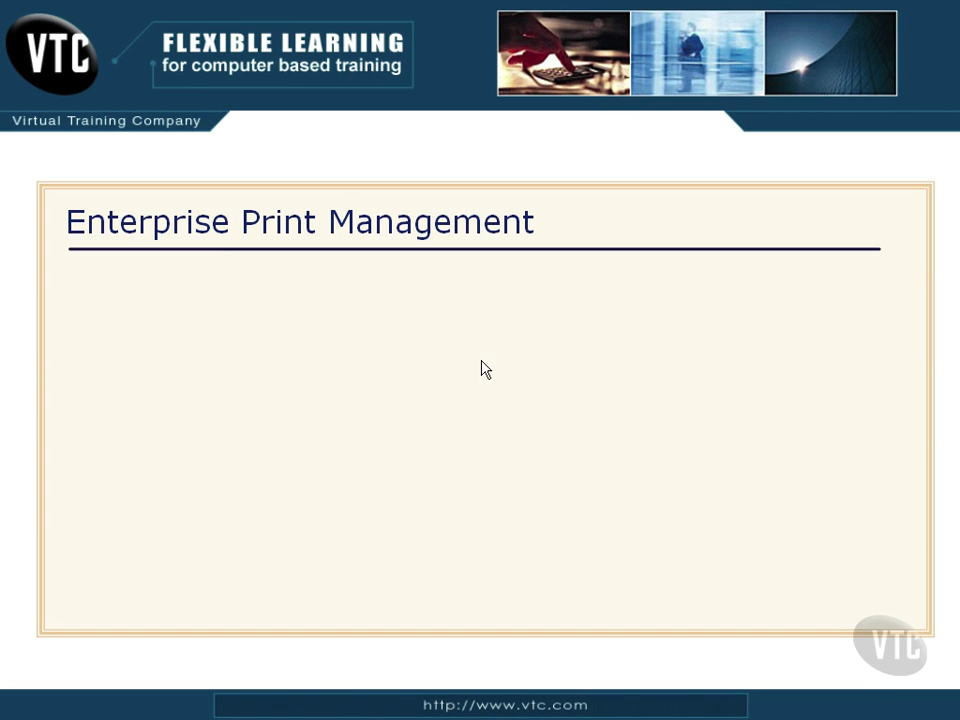 VTC
FLEXIBLE LEARNING
for computer based training
Virtual Training Company
Enterprise Print Management
VTC
http://www.vtc.com